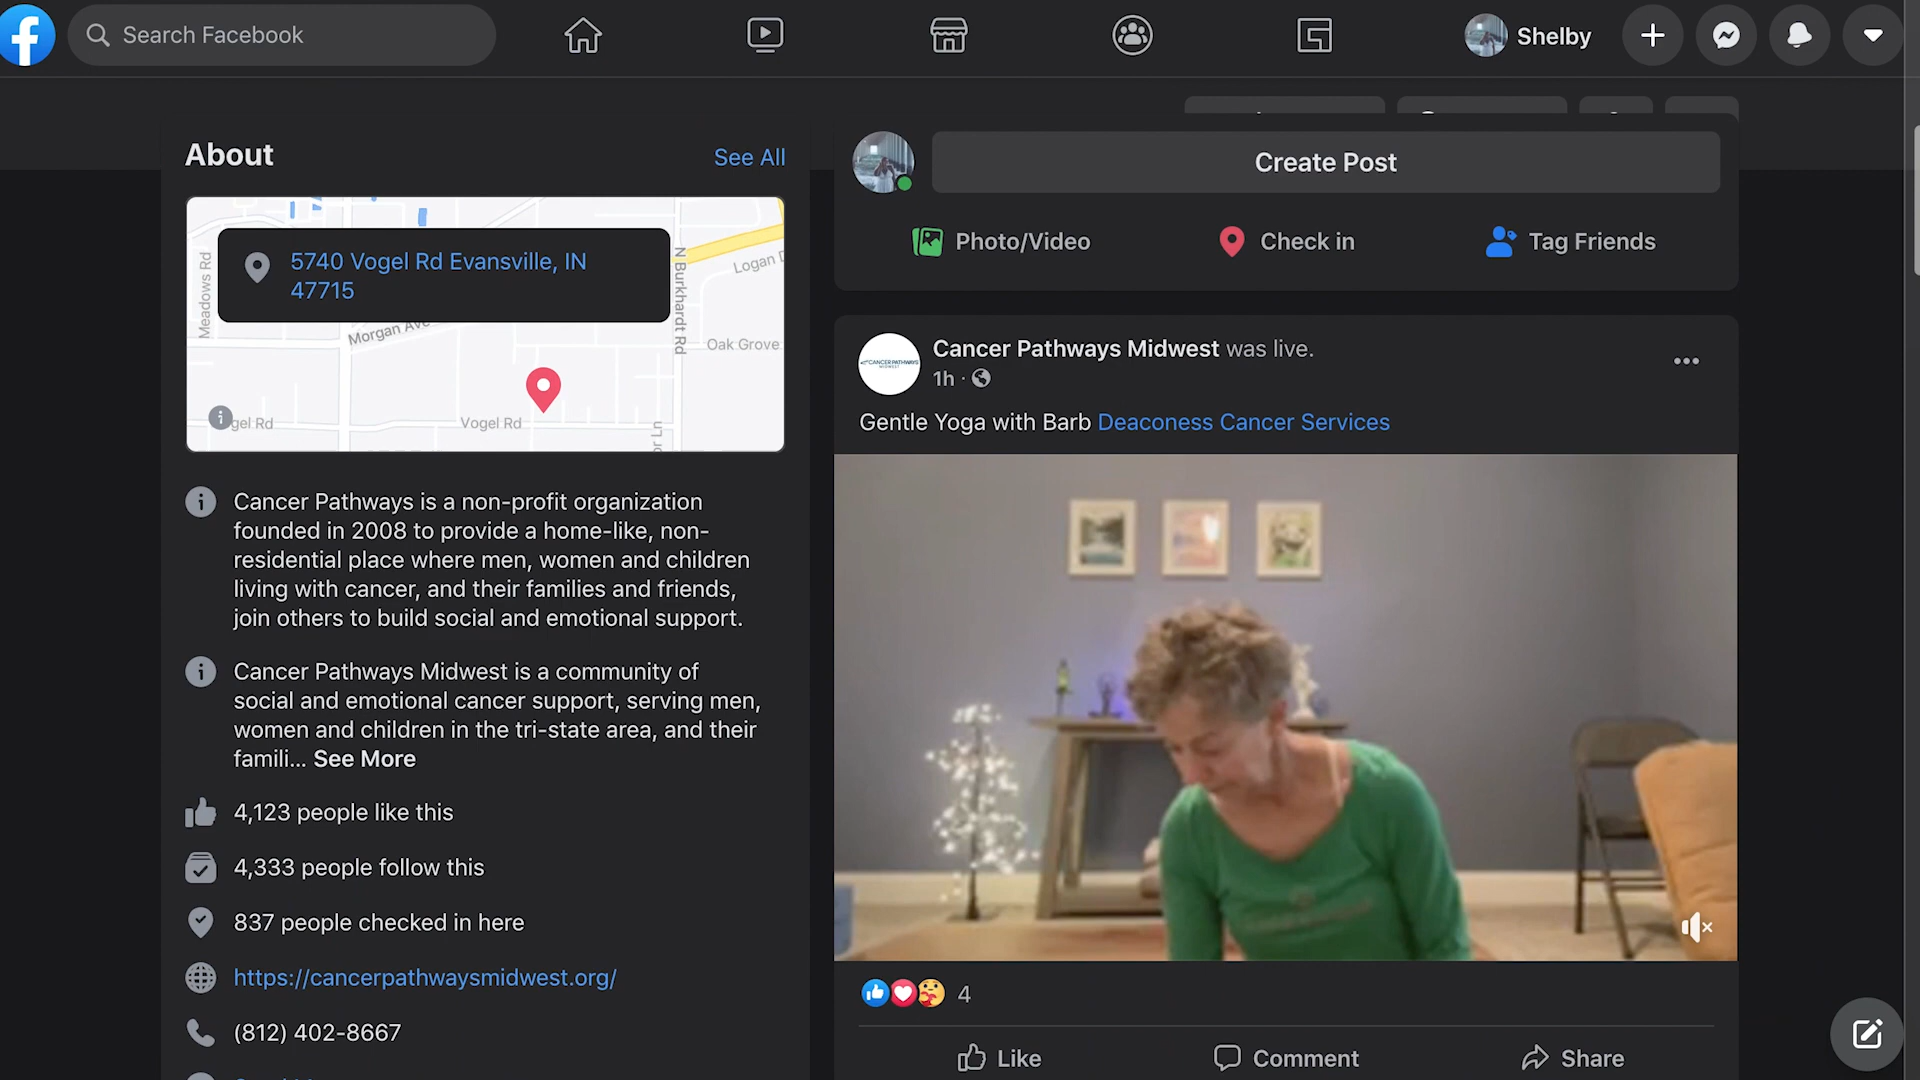 Search Facebook
Shelby
About
See All
5740 Vogel Rd Evansville, IN
47715
Meadows Rd
Morgan Ave
N Burkhardt Rd
Logan D
Oak Grove
gel Rd
Vogel Rd
or Ln
Cancer Pathways is a non-profit organization
founded in 2008 to provide a home-like, non-
residential place where men, women and children
living with cancer, and their families and friends,
join others to build social and emotional support.
Cancer Pathways Midwest is a community of
social and emotional cancer support, serving men,
women and children in the tri-state area, and their
famili... See More
4,123 people like this
4,333 people follow this
837 people checked in here
https://cancerpathwaysmidwest.org/
(812) 402-8667
Create Post
Photo/Video
Check in
Tag Friends
CANCER PATHWAYS
MIDWEST
Cancer Pathways Midwest was live.
1h ·
Gentle Yoga with Barb Deaconess Cancer Services
4
Like
Comment
Share